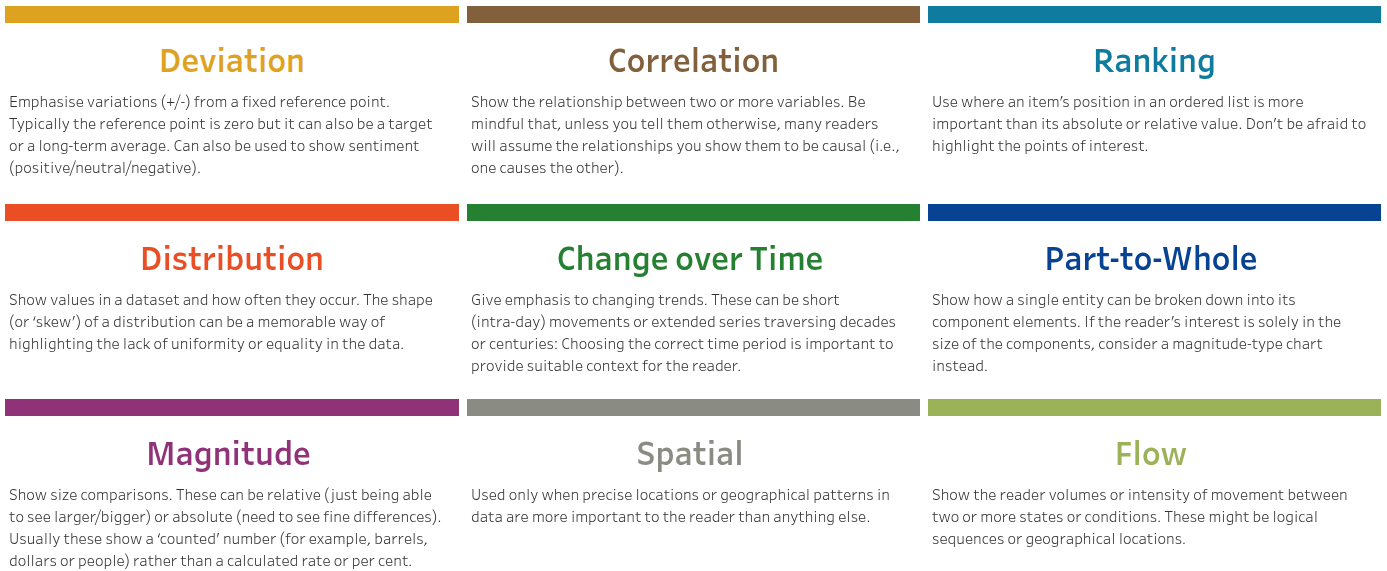 Deviation
Emphasise variations (+/-) from a fixed reference point.
Typically the reference point is zero but it can also be a target
or a long-term average. Can also be used to show sentiment
(positive/neutral/negative).
Correlation
Show the relationship between two or more variables. Be
mindful that, unless you tell them otherwise, many readers
will assume the relationships you show them to be causal (i.e.,
one causes the other).
Ranking
Use where an item’s position in an ordered list is more
important than its absolute or relative value. Don’t be afraid to
highlight the points of interest.
Distribution
Show values in a dataset and how often they occur. The shape
(or ‘skew’) of a distribution can be a memorable way of
highlighting the lack of uniformity or equality in the data.
Change over Time
Give emphasis to changing trends. These can be short
(intra-day) movements or extended series traversing decades
or centuries: Choosing the correct time period is important to
provide suitable context for the reader.
Part-to-Whole
Show how a single entity can be broken down into its
component elements. If the reader’s interest is solely in the
size of the components, consider a magnitude-type chart
instead.
Magnitude
Show size comparisons. These can be relative (just being able
to see larger/bigger) or absolute (need to see fine differences).
Usually these show a ‘counted’ number (for example, barrels,
dollars or people) rather than a calculated rate or per cent.
Spatial
Used only when precise locations or geographical patterns in
data are more important to the reader than anything else.
Flow
Show the reader volumes or intensity of movement between
two or more states or conditions. These might be logical
sequences or geographical locations.